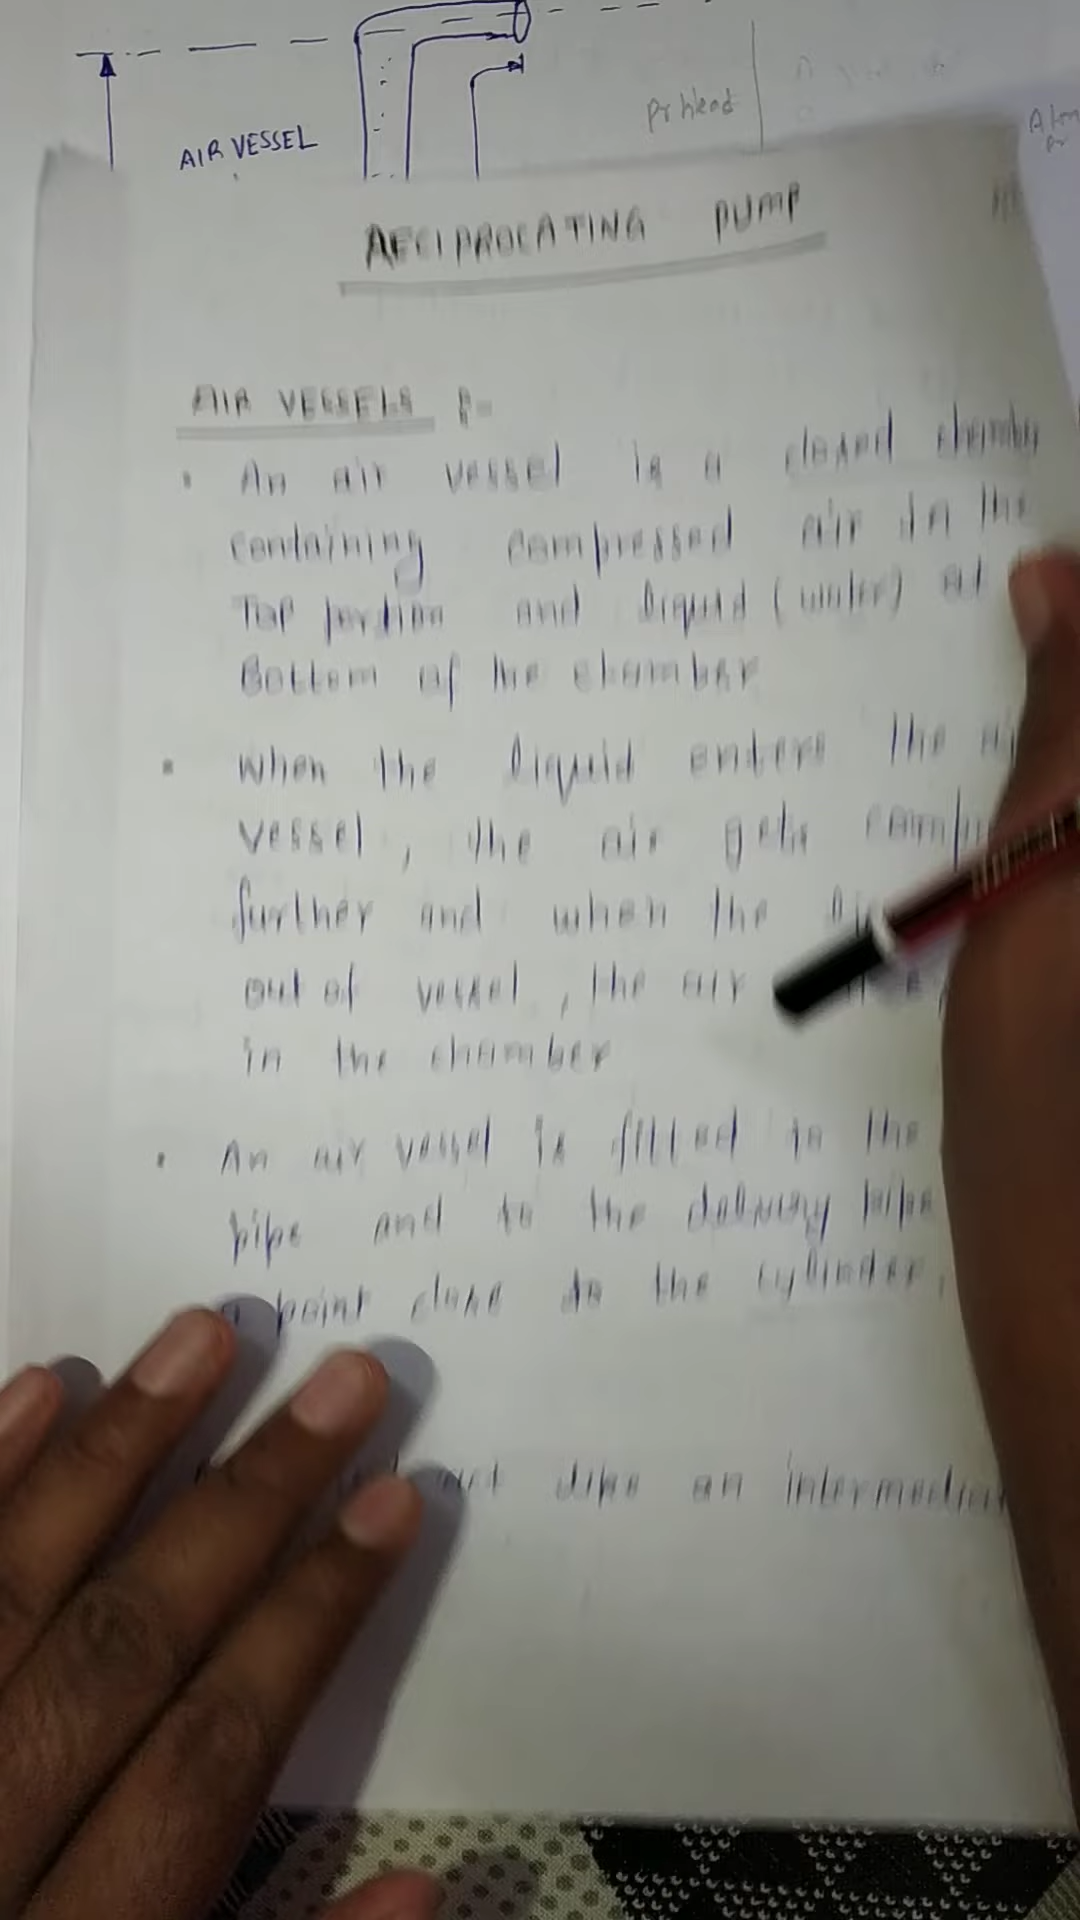 AIR VESSEL
Pr head
RECIPROCATING PUMP
AIR VESSELS :-
• An air vessel is a closed chamber
containing compressed air in the
Top portion and liquid (water) at
Bottom of the chamber
• when the liquid enters the
vessel, the air gets
further and when the
out of vessel, the air
in the chamber
• An air vessel is fitted to the
pipe and to the delivery pipe
a point close to the cylinder.
act like an